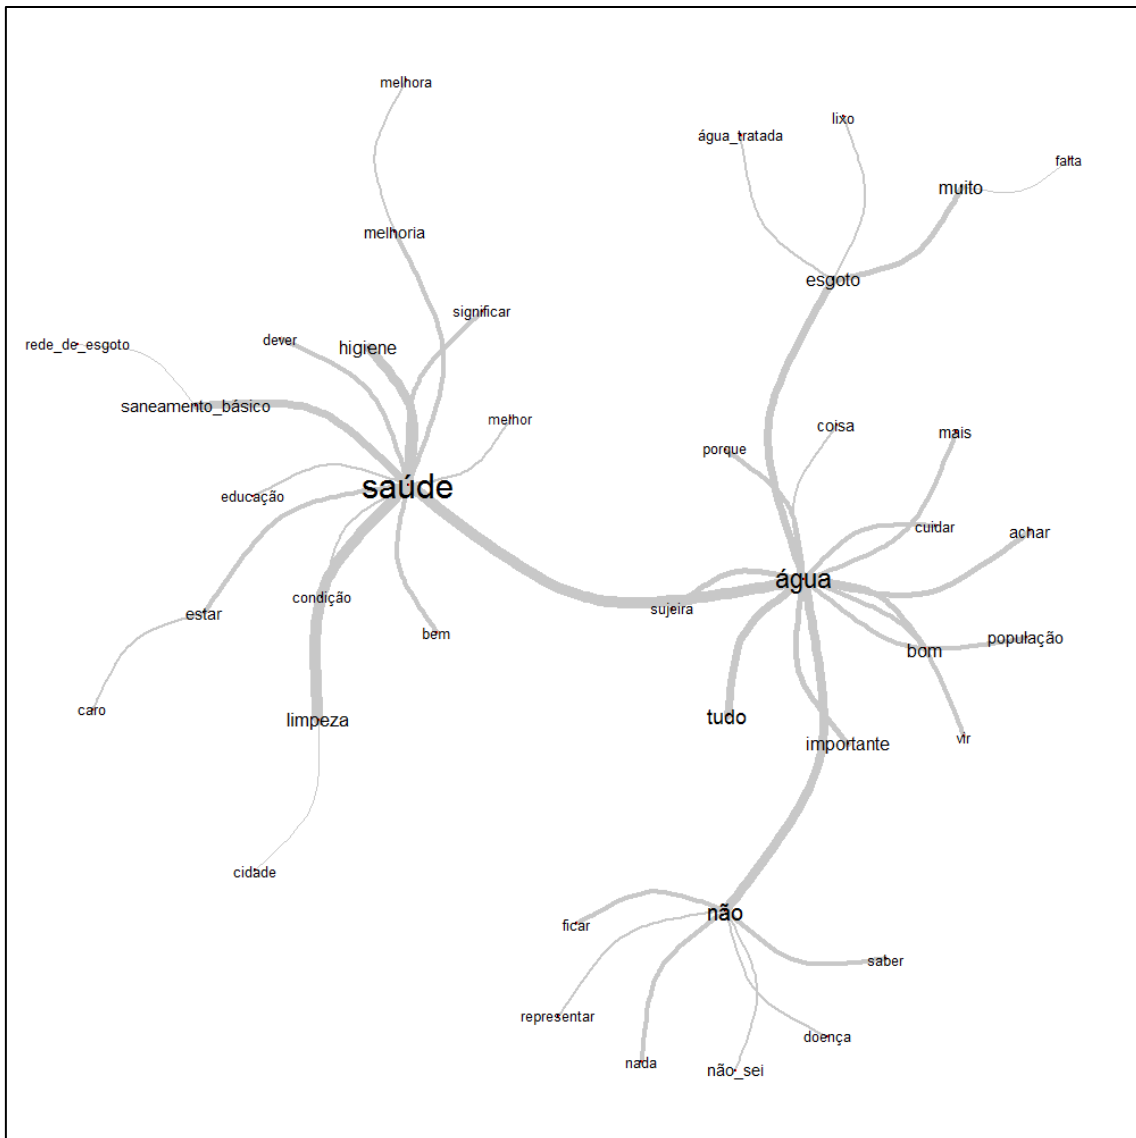 melhora
lixo
água_tratada
falta
muito
melhoria
esgoto
significar
dever
rede_de_esgoto
higiene
saneamento_básico
melhor
coisa
mais
porque
saúde
educação
cuidar
achar
água
condição
sujeira
estar
bem
população
bom
caro
limpeza
tudo
vir
importante
cidade
não
ficar
saber
representar
doença
nada
não_sei